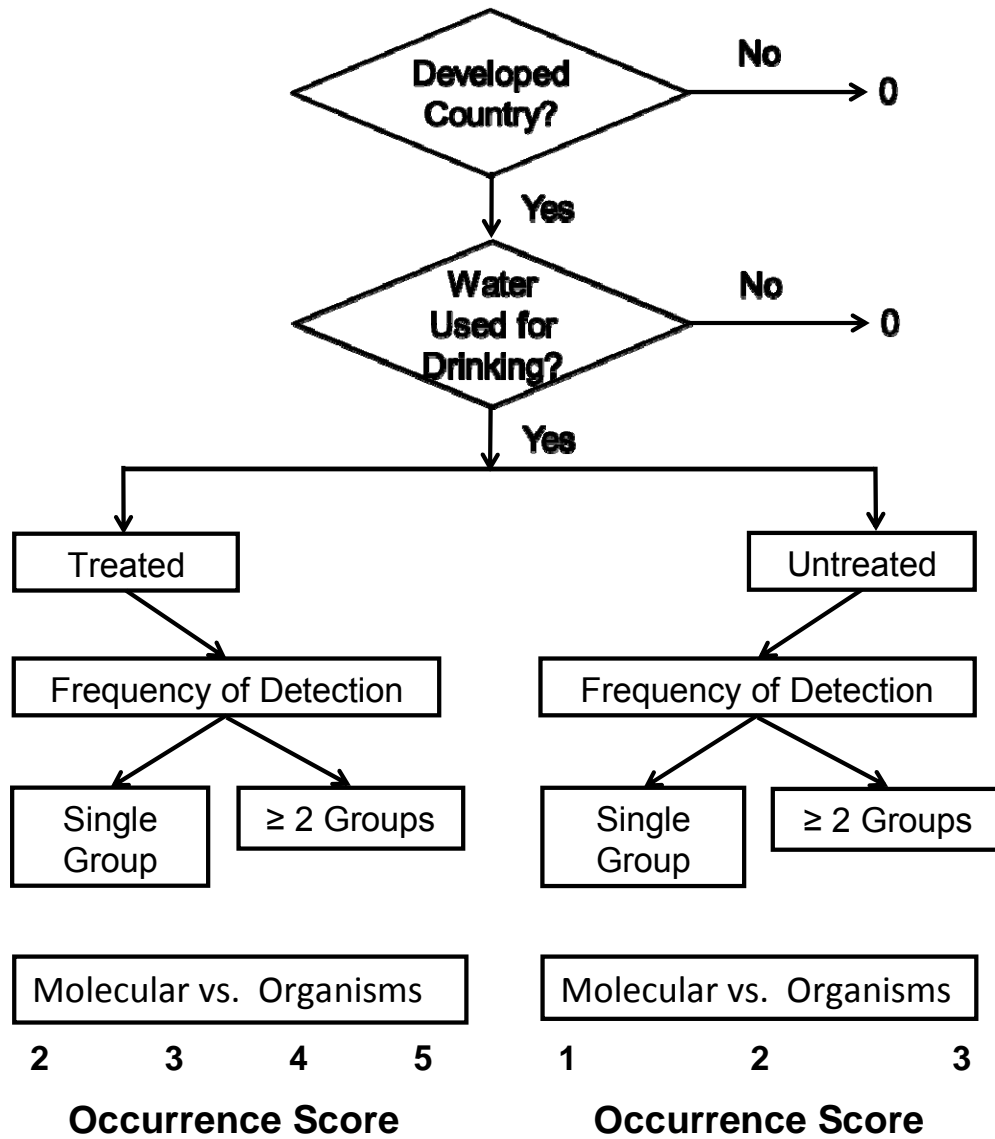 Developed
Country?
No
0
Yes
Water
Used for
Drinking?
No
0
Yes
Treated
Untreated
Frequency of Detection
Frequency of Detection
Single
Group
≥ 2 Groups
Single
Group
≥ 2 Groups
Molecular vs. Organisms
Molecular vs. Organisms
2 3 4 5
1 2 3
Occurrence Score
Occurrence Score